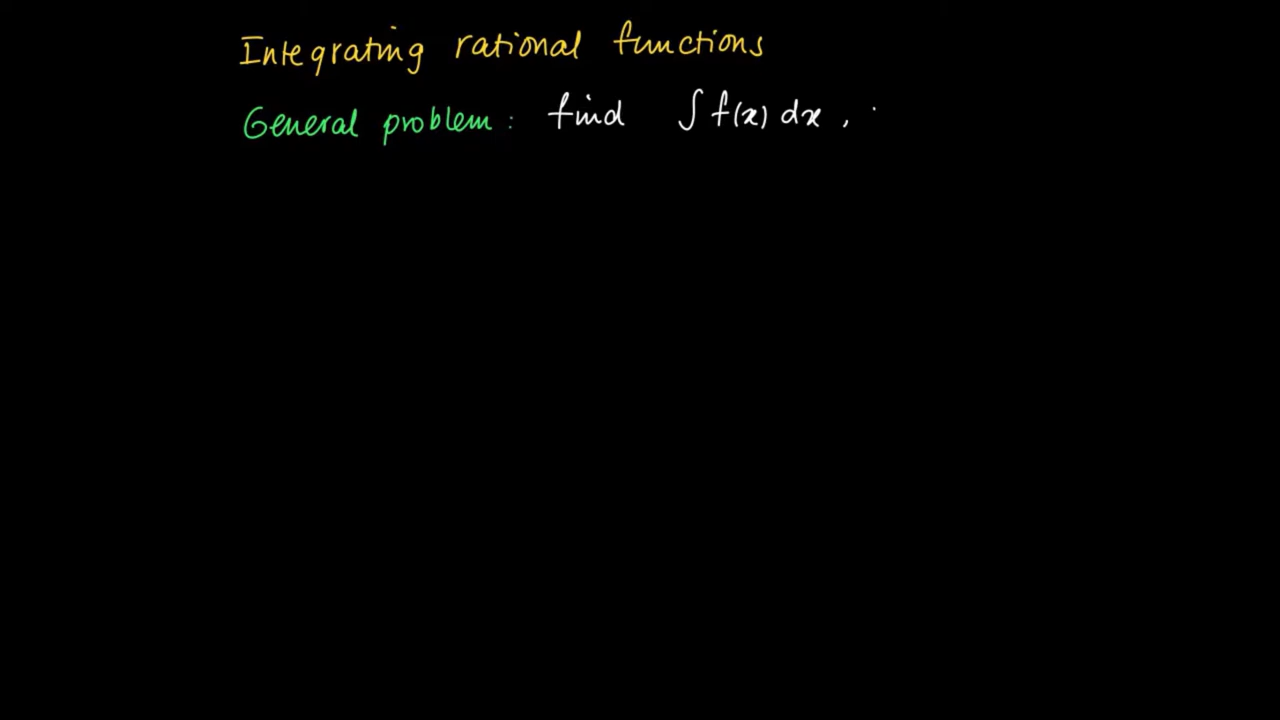 Integrating rational functions
General problem: find ∫ f(x) dx,